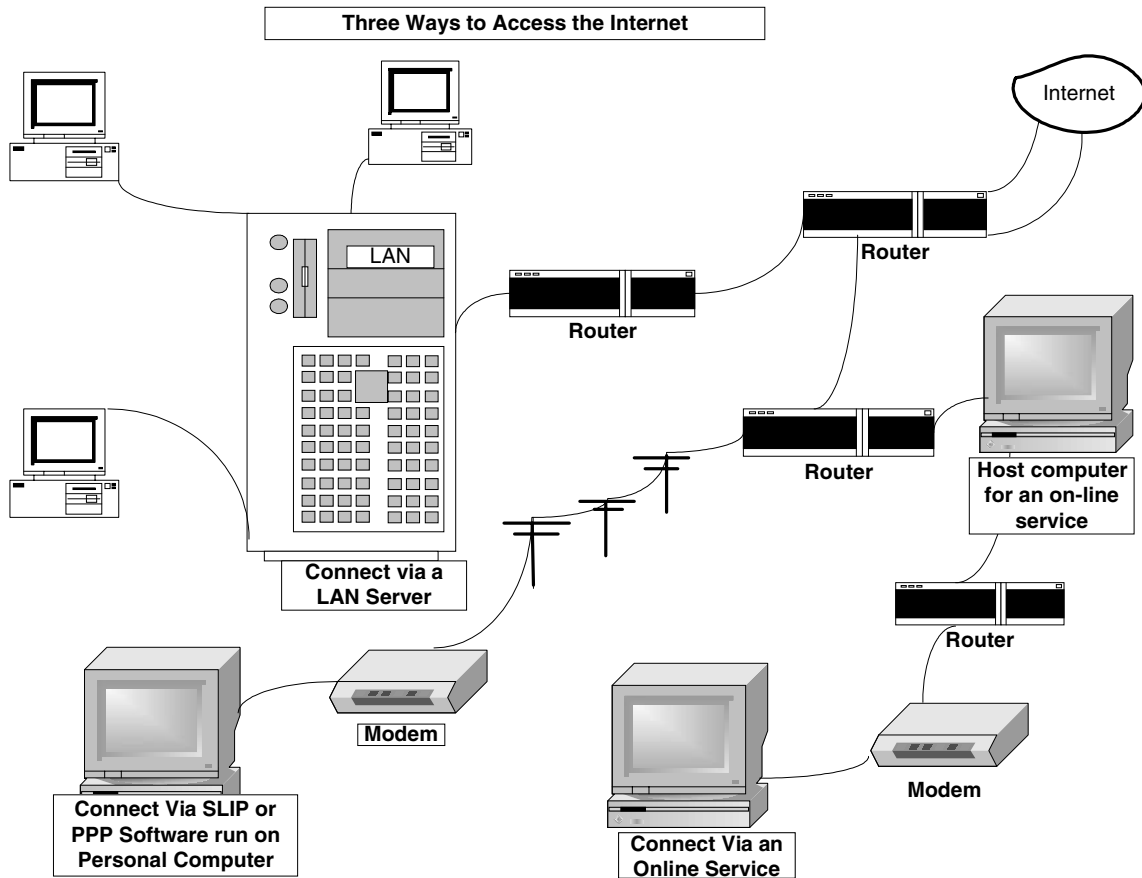 Three Ways to Access the Internet
Internet
LAN
Router
Router
Router
Host computer
for an on-line
service
Connect via a
LAN Server
Router
Modem
Modem
Connect Via SLIP or
PPP Software run on
Personal Computer
Connect Via an
Online Service